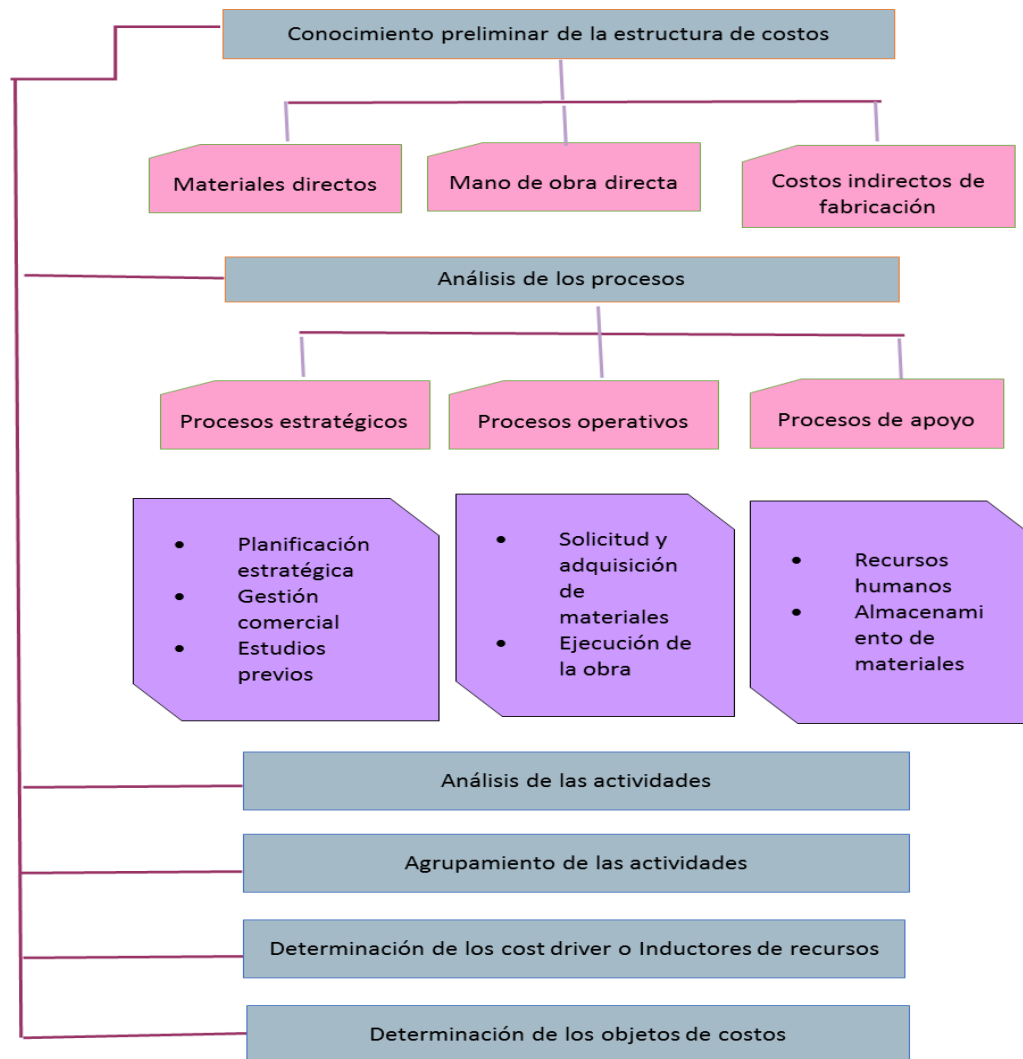 Conocimiento preliminar de la estructura de costos
Materiales directos
Mano de obra directa
Costos indirectos de
fabricación
Análisis de los procesos
Procesos estratégicos
Procesos operativos
Procesos de apoyo
• Planificación
estratégica
• Gestión
comercial
• Estudios
previos
• Solicitud y
adquisición
de
materiales
• Ejecución de
la obra
• Recursos
humanos
• Almacenami
ento de
materiales
Análisis de las actividades
Agrupamiento de las actividades
Determinación de los cost driver o Inductores de recursos
Determinación de los objetos de costos